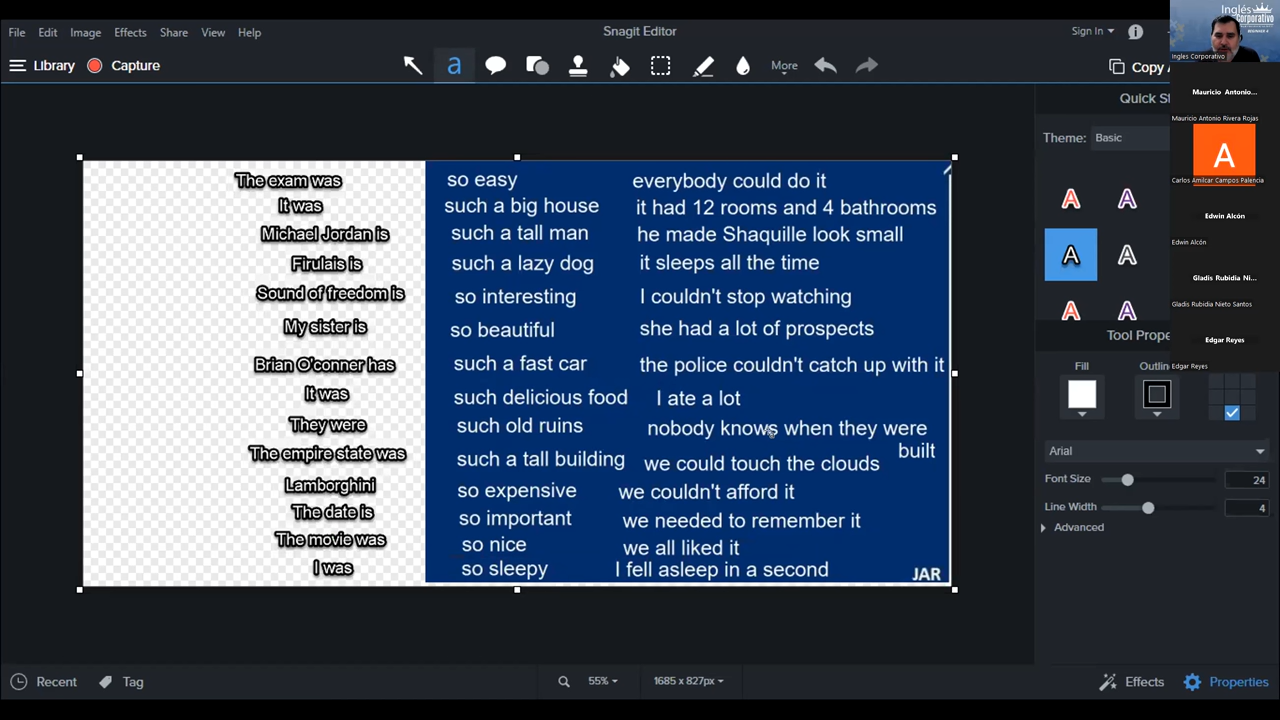 File Edit Image Effects Share View Help Snagit Editor Sign In
Library Capture More Copy A
Inglés Corporativo BEGINNER 4
Ingles Corporativo
Mauricio Antonio...
Mauricio Antonio Rivera Rojas
A
Carlos Amilcar Campos Palencia
Edwin Alcón
Edwin Alcón
Gladis Rubidia Ni...
Gladis Rubidia Nieto Santos
Edgar Reyes
Edgar Reyes
Quick St
Theme: Basic
A A
A A
A A
Tool Prope
Fill Outlin
Arial
Font Size 24
Line Width 4
Advanced
The exam was so easy everybody could do it
It was such a big house it had 12 rooms and 4 bathrooms
Michael Jordan is such a tall man he made Shaquille look small
Firulais is such a lazy dog it sleeps all the time
Sound of freedom is so interesting I couldn't stop watching
My sister is so beautiful she had a lot of prospects
Brian O'conner has such a fast car the police couldn't catch up with it
It was such delicious food I ate a lot
They were such old ruins nobody knows when they were
built
The empire state was such a tall building we could touch the clouds
Lamborghini so expensive we couldn't afford it
The date is so important we needed to remember it
The movie was so nice we all liked it
I was so sleepy I fell asleep in a second
JAR
Recent Tag 55% 1685 x 827px Effects Properties